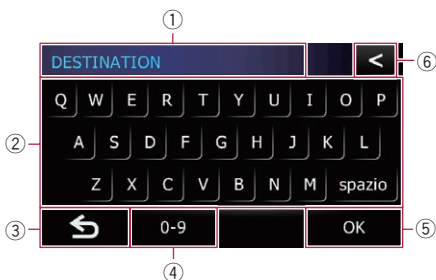 ①
DESTINATION < ⑥
② Q W E R T Y U I O P
A S D F G H J K L
Z X C V B N M spazio
③ 0-9 OK ⑤
④